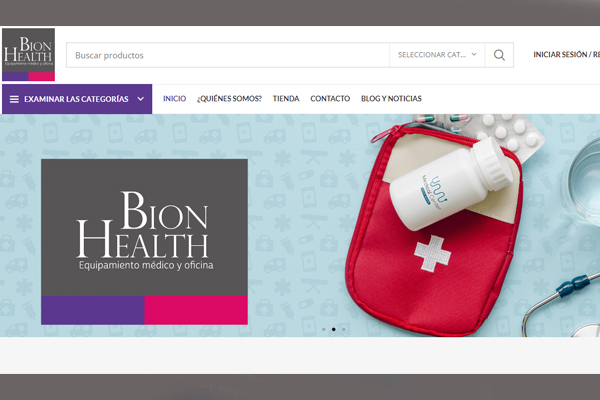 BION
HEALTH
Equipamiento médico y oficina
Buscar productos
SELECCIONAR CAT...
INICIAR SESIÓN / RE
EXAMINAR LAS CATEGORÍAS
INICIO
¿QUIÉNES SOMOS?
TIENDA
CONTACTO
BLOG Y NOTICIAS
BION
HEALTH
Equipamiento médico y oficina